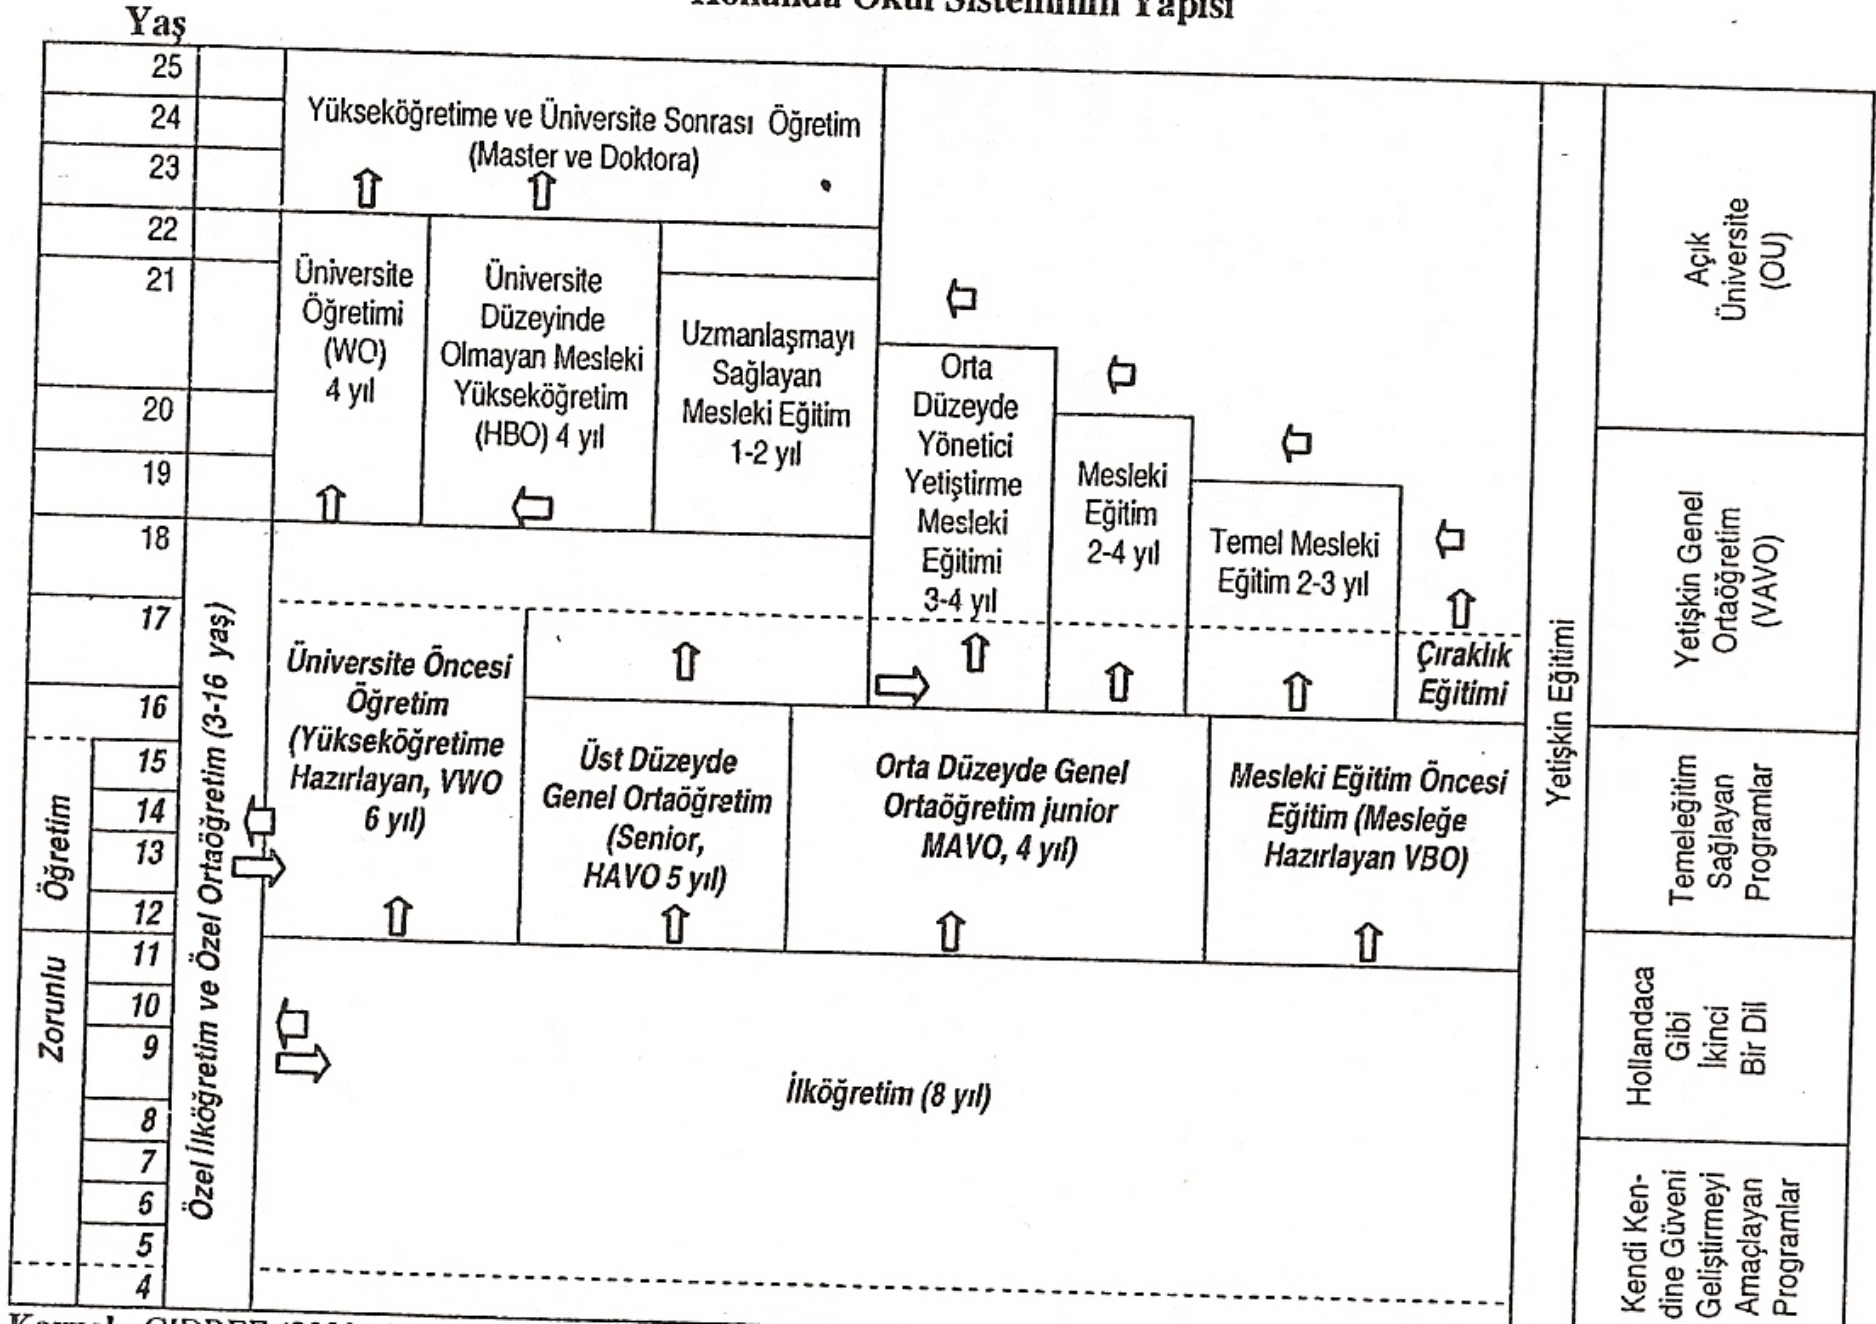 Hollanda Okul Sisteminin Yapısı
Yaş
25
24
23
22
21
20
19
18
17
16
15
14
13
12
11
10
9
8
7
6
5
4
Zorunlu Öğretim
Özel İlköğretim ve Özel Ortaöğretim (3-16 yaş)
Yükseköğretime ve Üniversite Sonrası Öğretim
(Master ve Doktora)
Üniversite
Öğretimi
(WO)
4 yıl
Üniversite
Düzeyinde
Olmayan Mesleki
Yükseköğretim
(HBO) 4 yıl
Uzmanlaşmayı
Sağlayan
Mesleki Eğitim
1-2 yıl
Orta
Düzeyde
Yönetici
Yetiştirme
Mesleki
Eğitimi
3-4 yıl
Mesleki
Eğitim
2-4 yıl
Temel Mesleki
Eğitim 2-3 yıl
Çıraklık
Eğitimi
Üniversite Öncesi
Öğretim
(Yükseköğretime
Hazırlayan, VWO
6 yıl)
Üst Düzeyde
Genel Ortaöğretim
(Senior,
HAVO 5 yıl)
Orta Düzeyde Genel
Ortaöğretim junior
MAVO, 4 yıl)
Mesleki Eğitim Öncesi
Eğitim (Mesleğe
Hazırlayan VBO)
İlköğretim (8 yıl)
Yetişkin Eğitimi
Açık
Üniversite
(OU)
Yetişkin Genel
Ortaöğretim
(VAVO)
Temeleğitim
Sağlayan
Programlar
Hollandaca
Gibi
İkinci
Bir Dil
Kendi Ken-
dine Güveni
Geliştirmeyi
Amaçlayan
Programlar